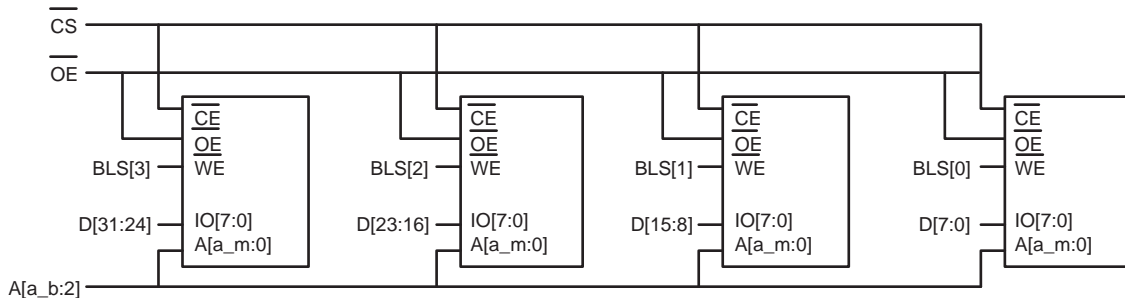 CS
OE
CE
OE
BLS[3] WE
D[31:24] IO[7:0]
A[a_m:0]
CE
OE
BLS[2] WE
D[23:16] IO[7:0]
A[a_m:0]
CE
OE
BLS[1] WE
D[15:8] IO[7:0]
A[a_m:0]
CE
OE
BLS[0] WE
D[7:0] IO[7:0]
A[a_m:0]
A[a_b:2]